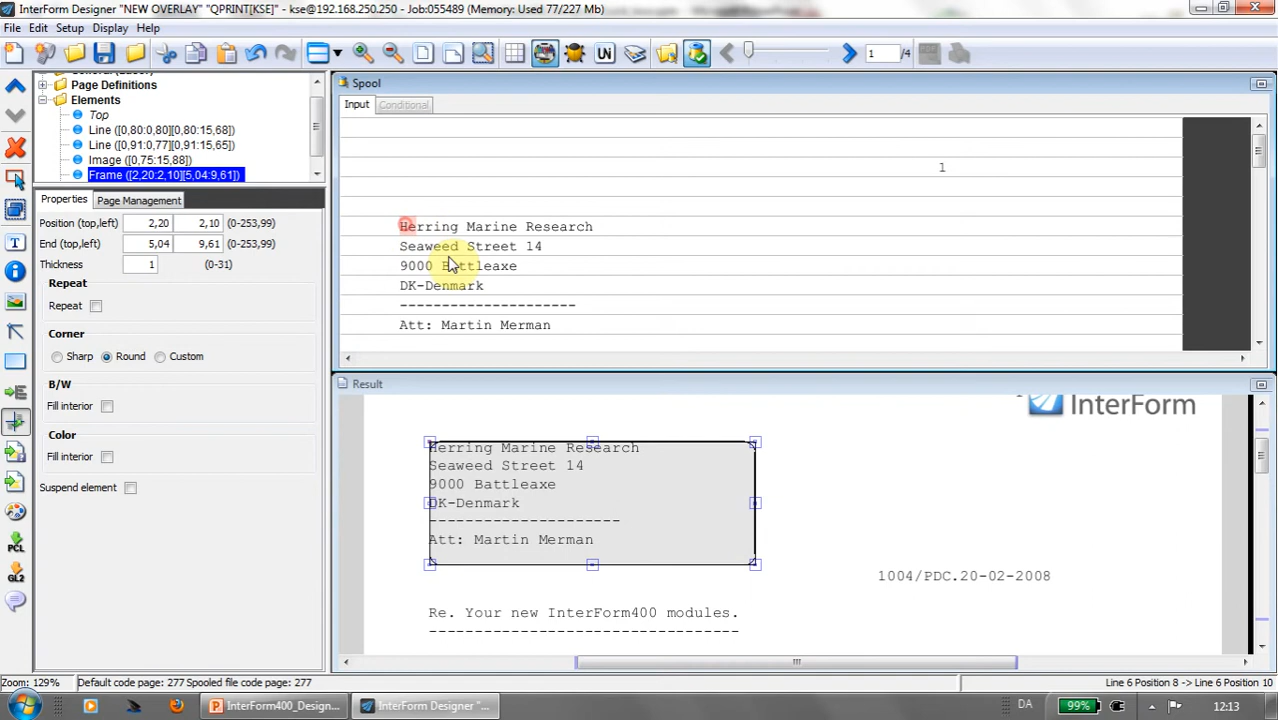 InterForm Designer "NEW OVERLAY" "QPRINT[KSE]" - kse@192.168.250.250 - Job:055489 (Memory: Used 77/227 Mb)
File Edit Setup Display Help
1 /4
Page Definitions
Elements
Top
Line ([0,80:0,77][0,80:15,68])
Line ([0,91:0,77][0,91:15,65])
Image ([0,75:15,88])
Frame ([2,20:2,10][5,04:9,61])
Properties
Page Management
Position (top,left) 2,20 2,10 (0-253,99)
End (top,left) 5,04 9,61 (0-253,99)
Thickness 1 (0-31)
Repeat
Repeat
Corner
Sharp Round Custom
B/W
Fill interior
Color
Fill interior
Suspend element
PCL
GL2
Spool
Input Conditional
1
Herring Marine Research
Seaweed Street 14
9000 Battleaxe
DK-Denmark
---------------------
Att: Martin Merman
Result
InterForm
Herring Marine Research
Seaweed Street 14
9000 Battleaxe
DK-Denmark
---------------------
Att: Martin Merman
1004/PDC.20-02-2008
Re. Your new InterForm400 modules.
----------------------------------
Zoom: 129% Default code page: 277 Spooled file code page: 277 Line 6 Position 8 -> Line 6 Position 10
InterForm400_Design... InterForm Designer "... DA 99% 12:13